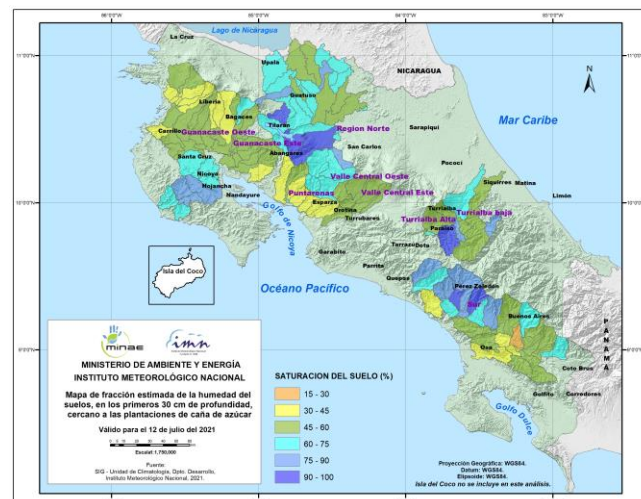 Lago de Nicaragua
La Cruz
NICARAGUA
Upala
Guatuso
Liberia
Bagaces
Tilarán
Carrillo
Guanacaste Oeste
Guanacaste Este
Region Norte
Abangares
San Carlos
Sarapiquí
Mar Caribe
Santa Cruz
Nicoya
Hojancha
Nandayure
Valle Central Oeste
Pococí
Siquirres
Matina
Limón
Puntarenas
Esparza
Valle Central Este
Orotina
Turrubares
Golfo de Nicoya
Turrialba
Turrialba baja
Turrialba Alta
Paraíso
Garabito
Tarrazú
Dota
Parrita
Quepos
Isla del Coco
Océano Pacífico
Pérez Zeledón
Sur
Buenos Aires
Osa
Coto Brus
PANAMÁ
Golfito
Corredores
Golfo Dulce
N
minae
imn
MINISTERIO DE AMBIENTE Y ENERGÍA
INSTITUTO METEOROLÓGICO NACIONAL
Mapa de fracción estimada de la humedad del
suelos, en los primeros 30 cm de profundidad,
cercano a las plantaciones de caña de azúcar
Válido para el 12 de julio del 2021
Fuente:
SIG - Unidad de Climatología, Dpto. Desarrollo,
Instituto Meteorológico Nacional, 2021.
SATURACION DEL SUELO (%)
15 - 30
30 - 45
45 - 60
60 - 75
75 - 90
90 - 100
Proyección Geográfica: WGS84.
Datum: WGS84.
Elipsoide: WGS84.
Isla del Coco no se incluye en este análisis.